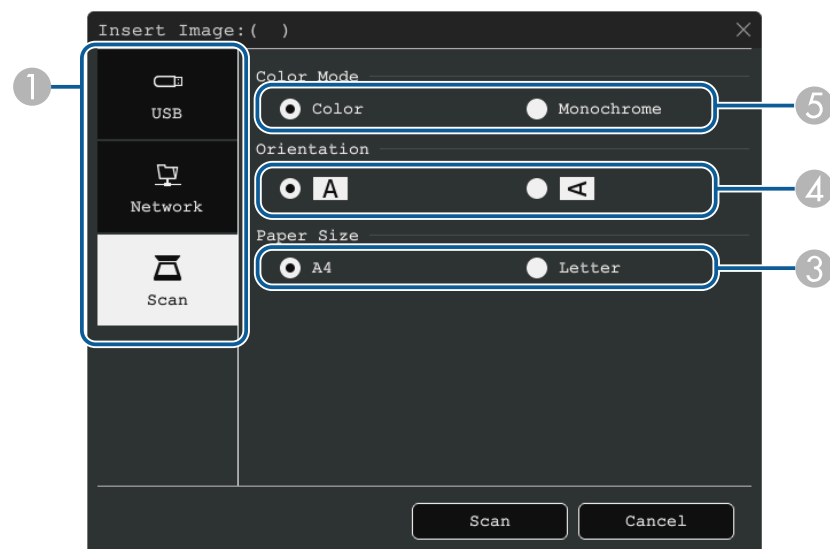 Insert Image:( )
1
USB
Network
Scan
Color Mode
Color Monochrome
5
Orientation
A A
4
Paper Size
A4 Letter
3
Scan Cancel